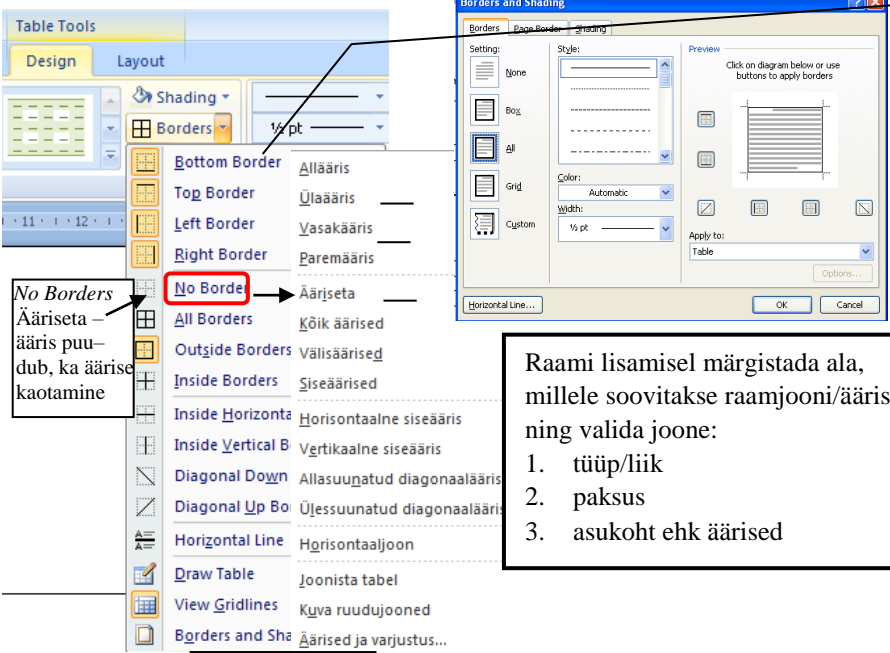 Table Tools
Design Layout
Shading
Borders
½ pt
11 12
Bottom Border
Top Border
Left Border
Right Border
No Border
All Borders
Outside Borders
Inside Borders
Inside Horizonta
Inside Vertical B
Diagonal Down
Diagonal Up Bo
Horizontal Line
Draw Table
View Gridlines
Borders and Sha
Allääris
Ülaääris
Vasakääris
Paremääris
Ääriseta
Kõik äärised
Välisäärised
Siseäärised
Horisontaalne siseääris
Vertikaalne siseääris
Allasuunatud diagonaalääris
Ülessuunatud diagonaalääris
Horisontaaljoon
Joonista tabel
Kuva ruudujooned
Äärised ja varjustus...
No Borders
Ääriseta –
ääris puu–
dub, ka äärise
kaotamine
Borders and Shading
Borders Page Border Shading
Setting:
None
Box
All
Grid
Custom
Style:
Color:
Automatic
Width:
½ pt
Preview
Click on diagram below or use
buttons to apply borders
Apply to:
Table
Options...
Horizontal Line...
OK Cancel
Raami lisamisel märgistada ala,
millele soovitakse raamjooni/ääris
ning valida joone:
1. tüüp/liik
2. paksus
3. asukoht ehk äärised